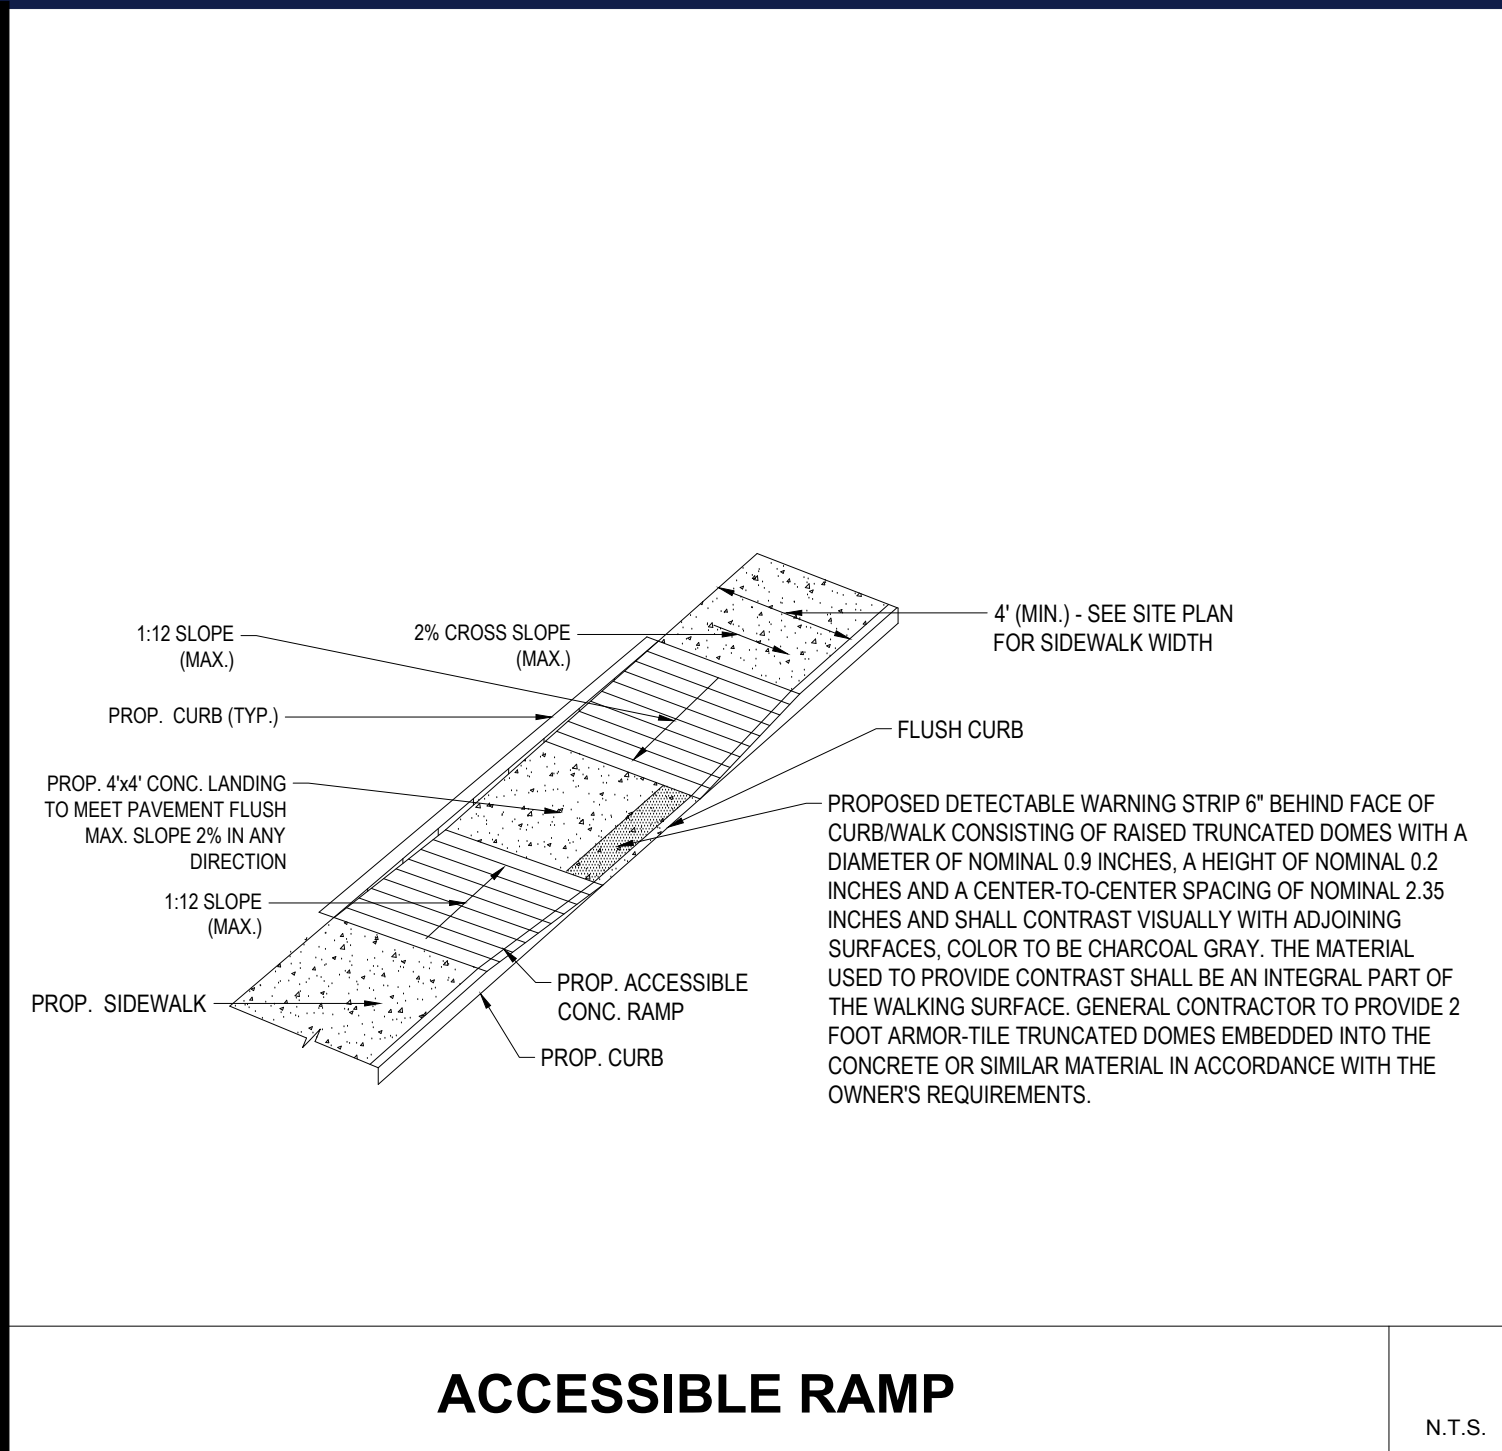 1:12 SLOPE
(MAX.)
2% CROSS SLOPE
(MAX.)
4' (MIN.) - SEE SITE PLAN
FOR SIDEWALK WIDTH
PROP. CURB (TYP.)
FLUSH CURB
PROP. 4'x4' CONC. LANDING
TO MEET PAVEMENT FLUSH
MAX. SLOPE 2% IN ANY
DIRECTION
PROPOSED DETECTABLE WARNING STRIP 6" BEHIND FACE OF
CURB/WALK CONSISTING OF RAISED TRUNCATED DOMES WITH A
DIAMETER OF NOMINAL 0.9 INCHES, A HEIGHT OF NOMINAL 0.2
INCHES AND A CENTER-TO-CENTER SPACING OF NOMINAL 2.35
INCHES AND SHALL CONTRAST VISUALLY WITH ADJOINING
SURFACES, COLOR TO BE CHARCOAL GRAY. THE MATERIAL
USED TO PROVIDE CONTRAST SHALL BE AN INTEGRAL PART OF
THE WALKING SURFACE. GENERAL CONTRACTOR TO PROVIDE 2
FOOT ARMOR-TILE TRUNCATED DOMES EMBEDDED INTO THE
CONCRETE OR SIMILAR MATERIAL IN ACCORDANCE WITH THE
OWNER'S REQUIREMENTS.
1:12 SLOPE
(MAX.)
PROP. SIDEWALK
PROP. ACCESSIBLE
CONC. RAMP
PROP. CURB
ACCESSIBLE RAMP
N.T.S.